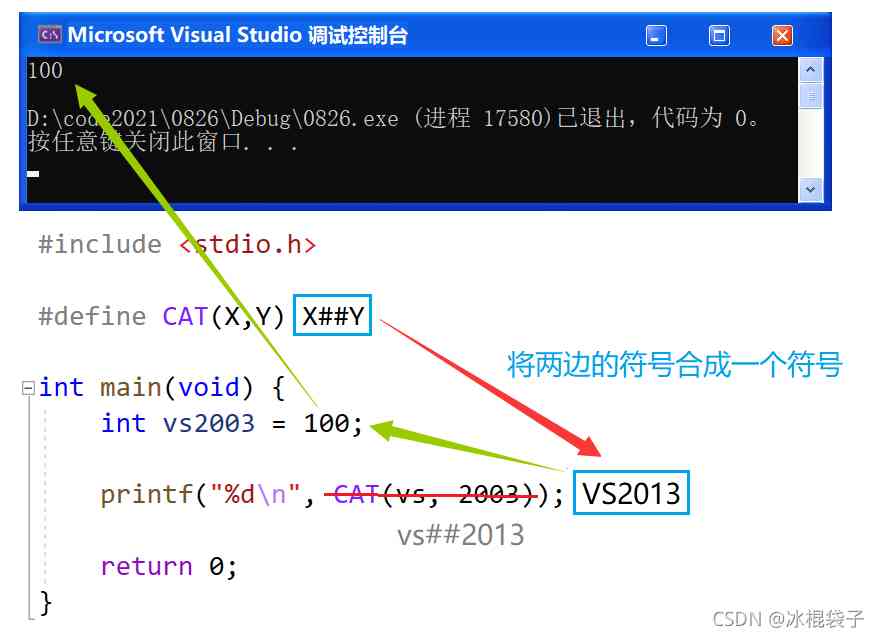 Microsoft Visual Studio 调试控制台
100
D:\code2021\0826\Debug\0826.exe (进程 17580)已退出，代码为 0。
按任意键关闭此窗口. . .
#include <stdio.h>
#define CAT(X,Y) X##Y
将两边的符号合成一个符号
int main(void) {
int vs2003 = 100;
printf("%d\n", CAT(vs, 2003)); VS2013
vs##2013
return 0;
}
CSDN @冰棍袋子